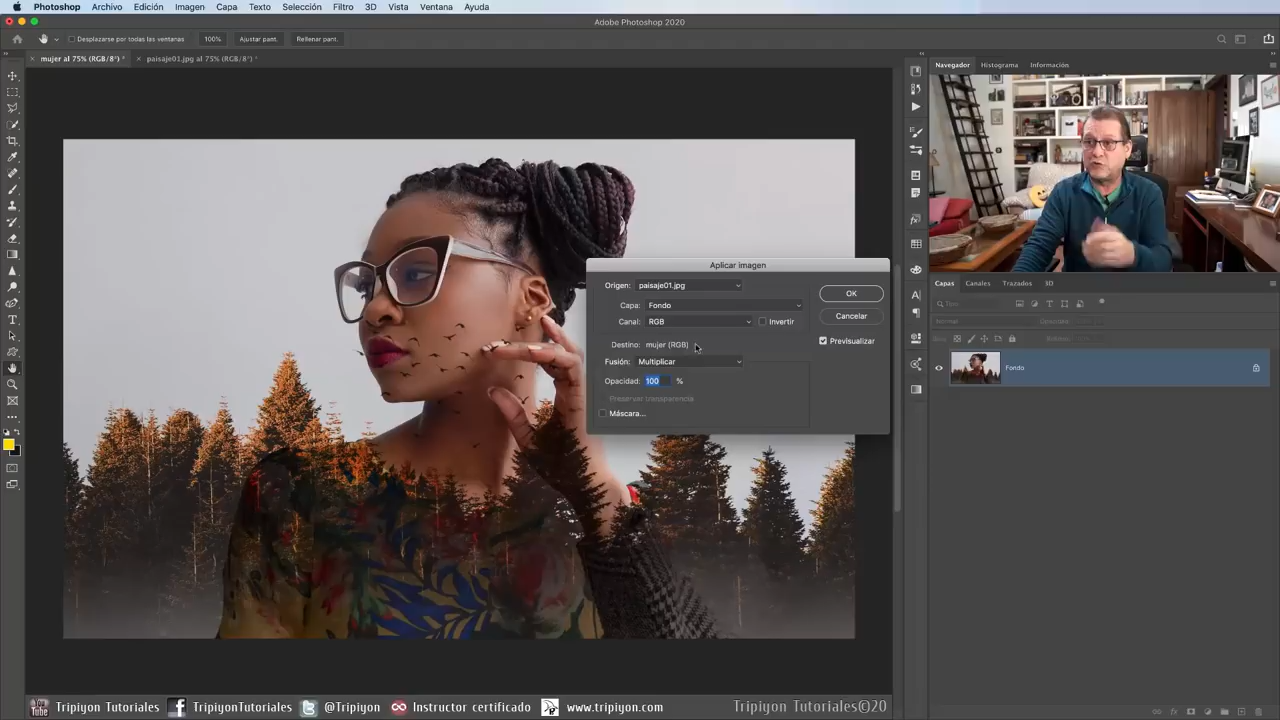 Photoshop Archivo Edición Imagen Capa Texto Selección Filtro 3D Vista Ventana Ayuda
Adobe Photoshop 2020
Desplazarse por todas las ventanas 100% Ajustar pant. Rellenar pant.
mujer al 75% (RGB/8*) * paisaje01.jpg al 75% (RGB/8*) *
Navegador Histograma Información
Aplicar imagen
Origen: paisaje01.jpg
Capa: Fondo
Canal: RGB Invertir
Destino: mujer (RGB)
Fusión: Multiplicar
Opacidad: 100 %
Preservar transparencia
Máscara...
OK
Cancelar
Previsualizar
Capas Canales Trazados 3D
Tipo
Normal Opacidad:
Fondo
Tripiyon Tutoriales TripiyonTutoriales @Tripiyon Instructor certificado www.tripiyon.com Tripiyon Tutoriales©20